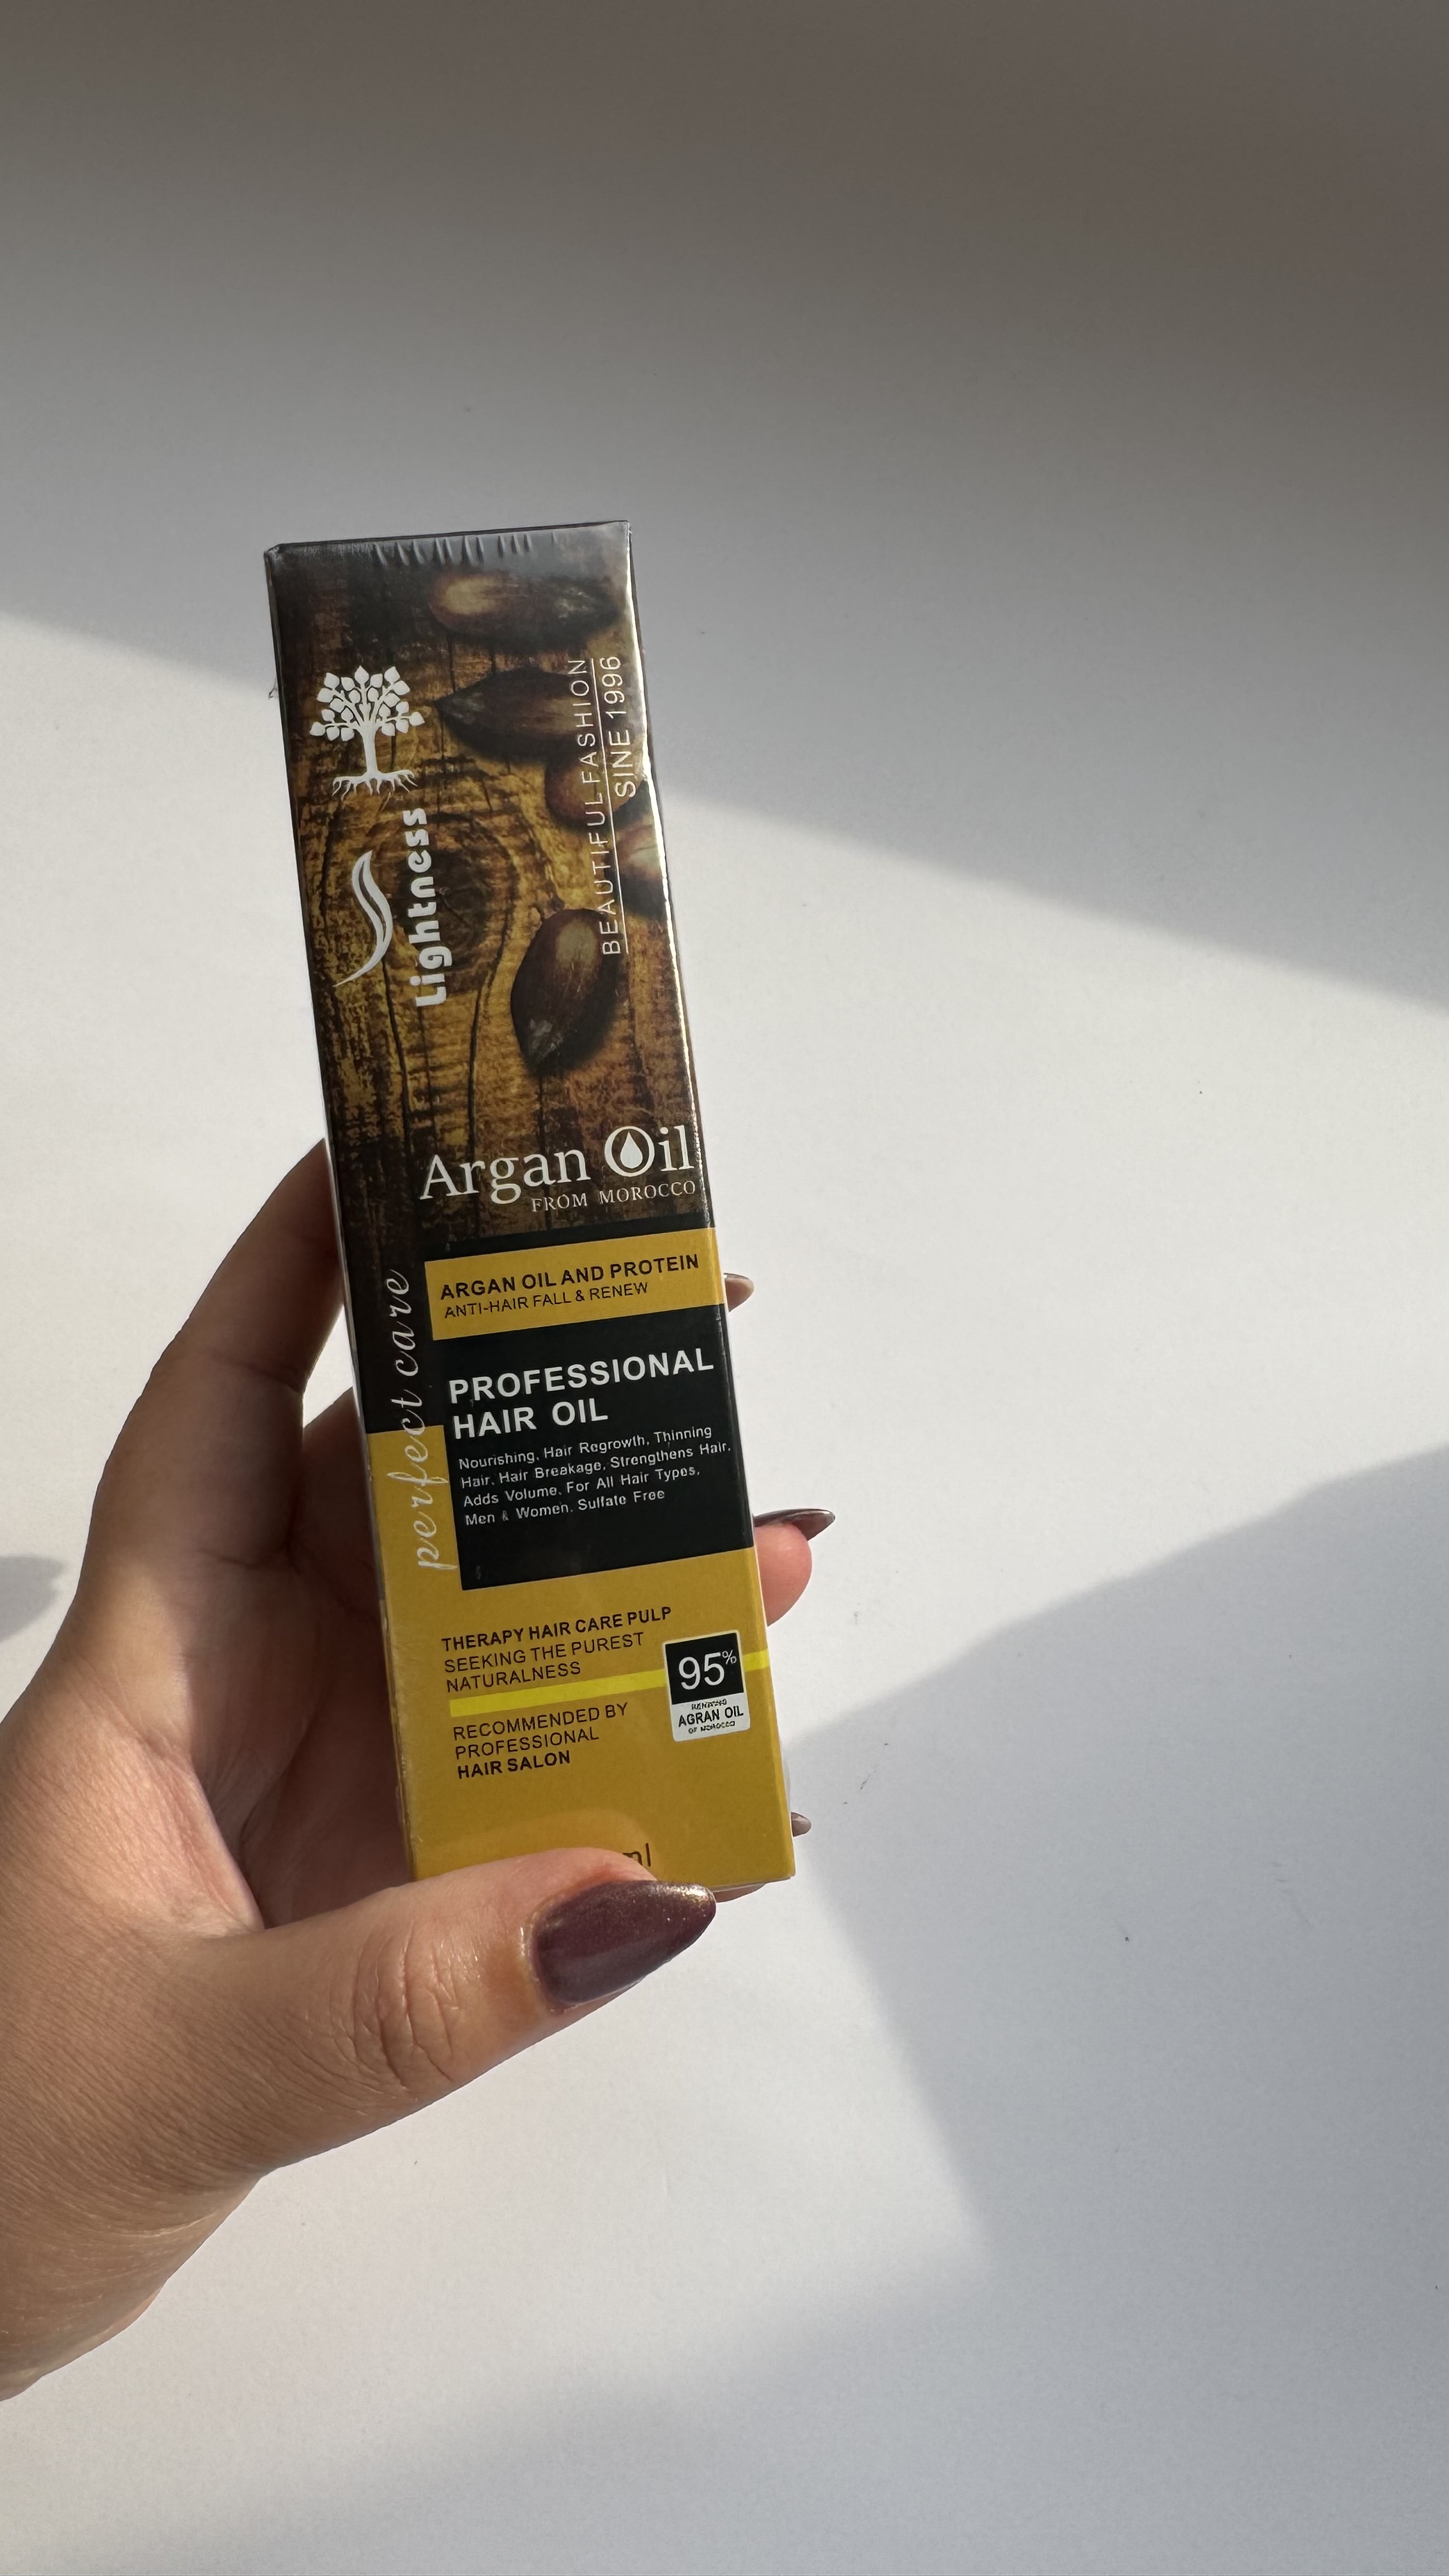 Lightness
BEAUTIFUL FASHION
SINE 1996
Argan Oil
FROM MOROCCO
perfect care
ARGAN OIL AND PROTEIN
ANTI-HAIR FALL & RENEW
PROFESSIONAL
HAIR OIL
Nourishing, Hair Regrowth, Thinning
Hair, Hair Breakage, Strengthens Hair,
Adds Volume, For All Hair Types,
Men & Women. Sulfate Free
THERAPY HAIR CARE PULP
SEEKING THE PUREST
NATURALNESS
95%
AGRAN OIL
OF MOROCCO
RECOMMENDED BY
PROFESSIONAL
HAIR SALON
ml